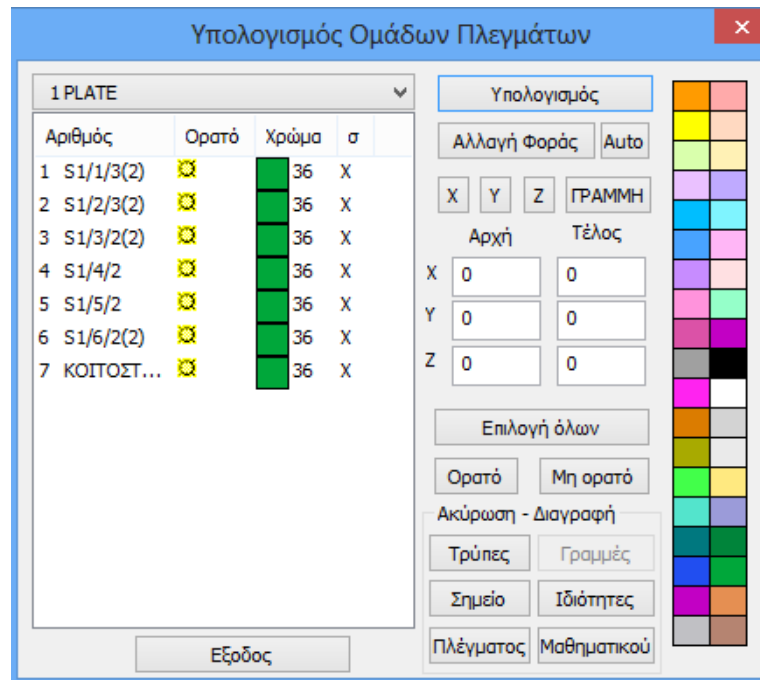 Υπολογισμός Ομάδων Πλεγμάτων
1 PLATE
Αριθμός Ορατό Χρώμα σ
1 S1/1/3(2) 36 X
2 S1/2/3(2) 36 X
3 S1/3/2(2) 36 X
4 S1/4/2 36 X
5 S1/5/2 36 X
6 S1/6/2(2) 36 X
7 ΚΟΙΤΟΣΤ... 36 X
Εξοδος
Υπολογισμός
Αλλαγή Φοράς Auto
X Y Z ΓΡΑΜΜΗ
Αρχή Τέλος
X 0 0
Y 0 0
Z 0 0
Επιλογή όλων
Ορατό Μη ορατό
Ακύρωση - Διαγραφή
Τρύπες Γραμμές
Σημείο Ιδιότητες
Πλέγματος Μαθηματικού